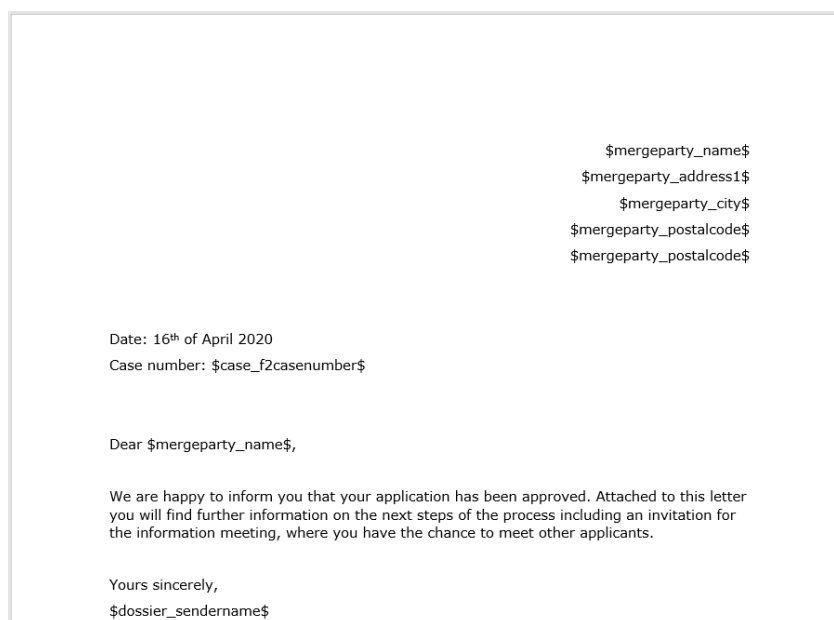 $mergeparty_name$
$mergeparty_address1$
$mergeparty_city$
$mergeparty_postalcode$
$mergeparty_postalcode$
Date: 16th of April 2020
Case number: $case_f2casenumber$
Dear $mergeparty_name$,
We are happy to inform you that your application has been approved. Attached to this letter
you will find further information on the next steps of the process including an invitation for
the information meeting, where you have the chance to meet other applicants.
Yours sincerely,
$dossier_sendername$